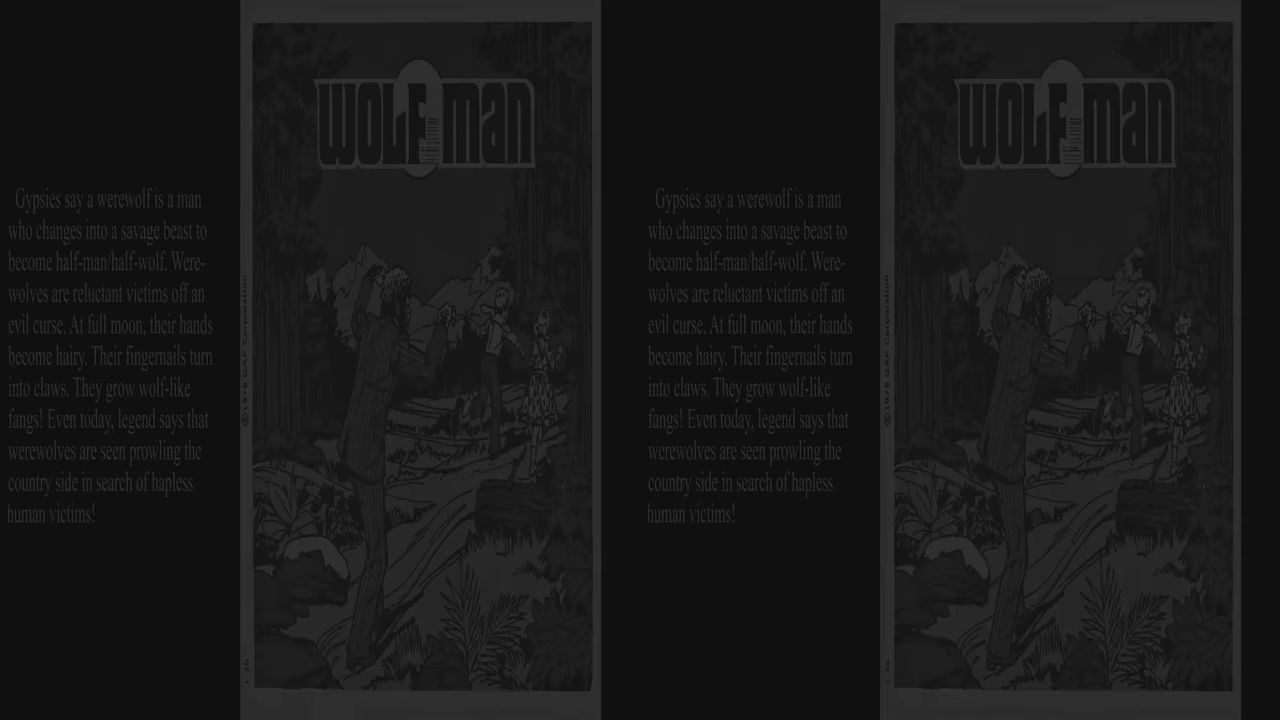 Gypsies say a werewolf is a man
who changes into a savage beast to
become half-man/half-wolf. Were-
wolves are reluctant victims off an
evil curse. At full moon, their hands
become hairy. Their fingernails turn
into claws. They grow wolf-like
fangs! Even today, legend says that
werewolves are seen prowling the
country side in search of hapless
human victims!
WOLF man
©1978 GAF Corporation
Gypsies say a werewolf is a man
who changes into a savage beast to
become half-man/half-wolf. Were-
wolves are reluctant victims off an
evil curse. At full moon, their hands
become hairy. Their fingernails turn
into claws. They grow wolf-like
fangs! Even today, legend says that
werewolves are seen prowling the
country side in search of hapless
human victims!
WOLF man
©1978 GAF Corporation